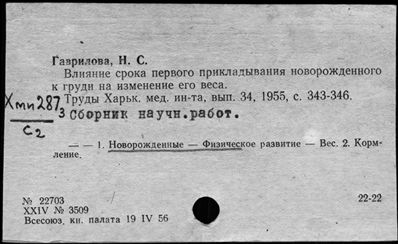 Гаврилова, Н. С.
Влияние срока первого прикладывания новорожденного
к груди на изменение его веса.
Хми 287 Труды Харьк. мед. ин-та, вып. 34, 1955, с. 343-346.
3 Сборник научн.работ.
с2
— — 1. Новорожденные — Физическое развитие — Вес. 2. Корм-
ление.
№ 22703
22-22
XXIV № 3509
Всесоюз. кн. палата 19 IV 56